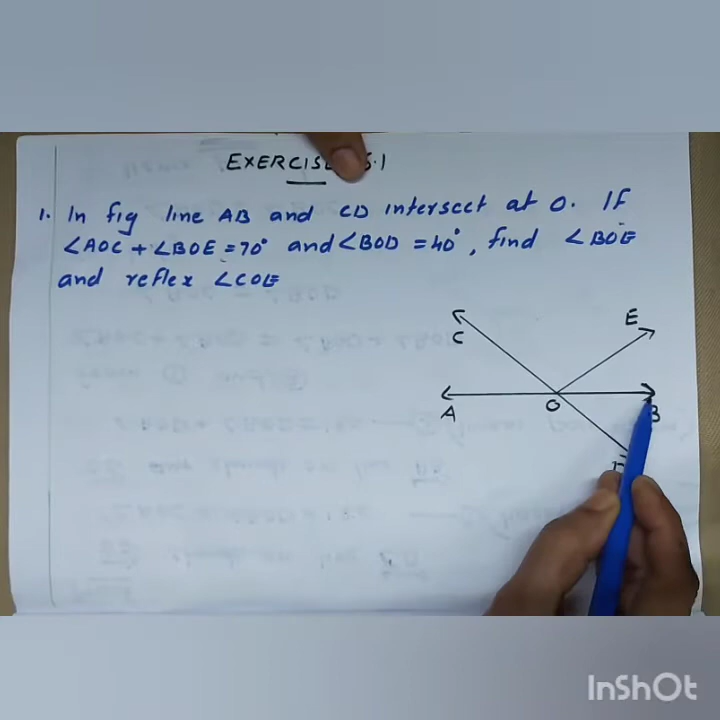 EXERCISE 6.1
1. In fig line AB and CD intersect at O. If
∠AOC + ∠BOE = 70° and ∠BOD = 40°, find ∠BOE
and reflex ∠COE
C
E
A
O
B
InShOt